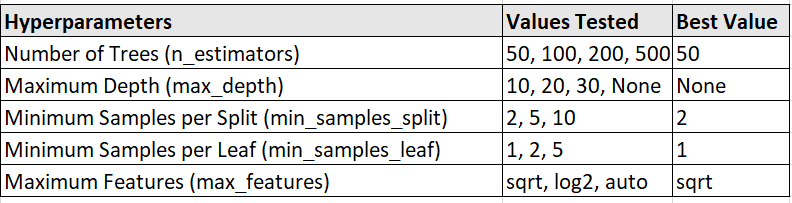 Hyperparameters Values Tested Best Value
Number of Trees (n_estimators) 50, 100, 200, 500 50
Maximum Depth (max_depth) 10, 20, 30, None None
Minimum Samples per Split (min_samples_split) 2, 5, 10 2
Minimum Samples per Leaf (min_samples_leaf) 1, 2, 5 1
Maximum Features (max_features) sqrt, log2, auto sqrt